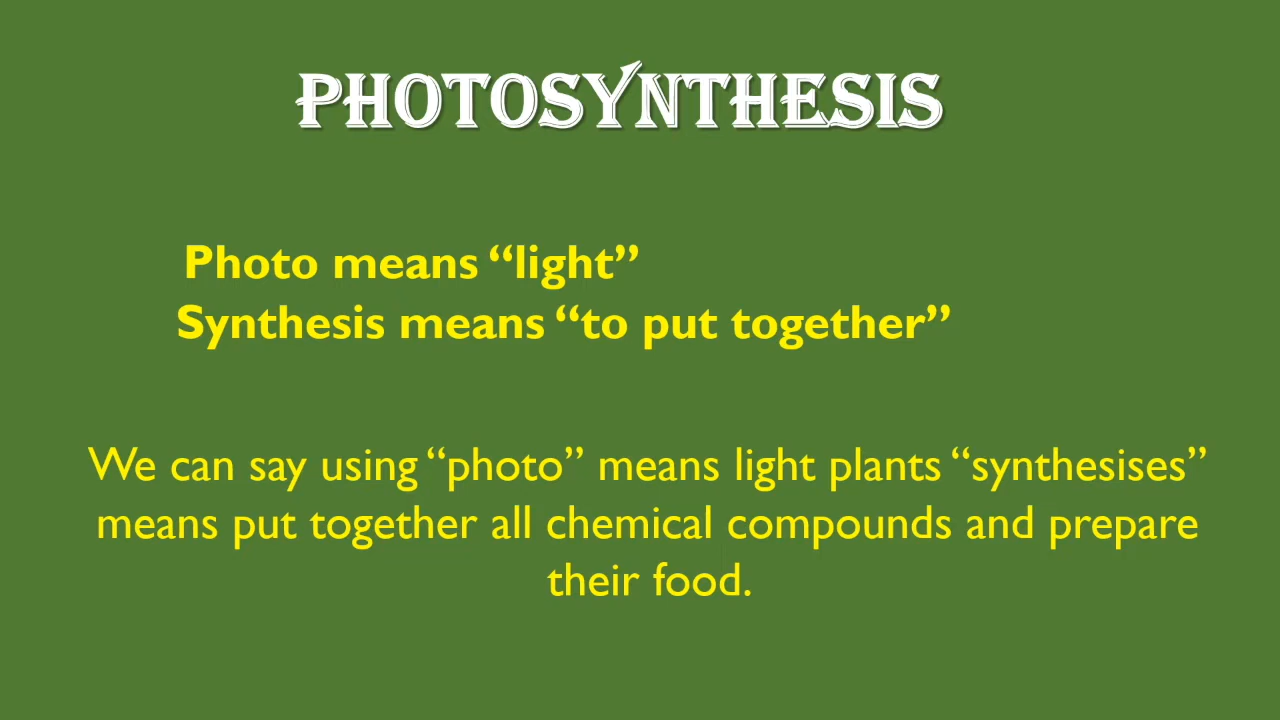 PHOTOSYNTHESIS
Photo means “light”
Synthesis means “to put together”
We can say using “photo” means light plants “synthesises”
means put together all chemical compounds and prepare
their food.